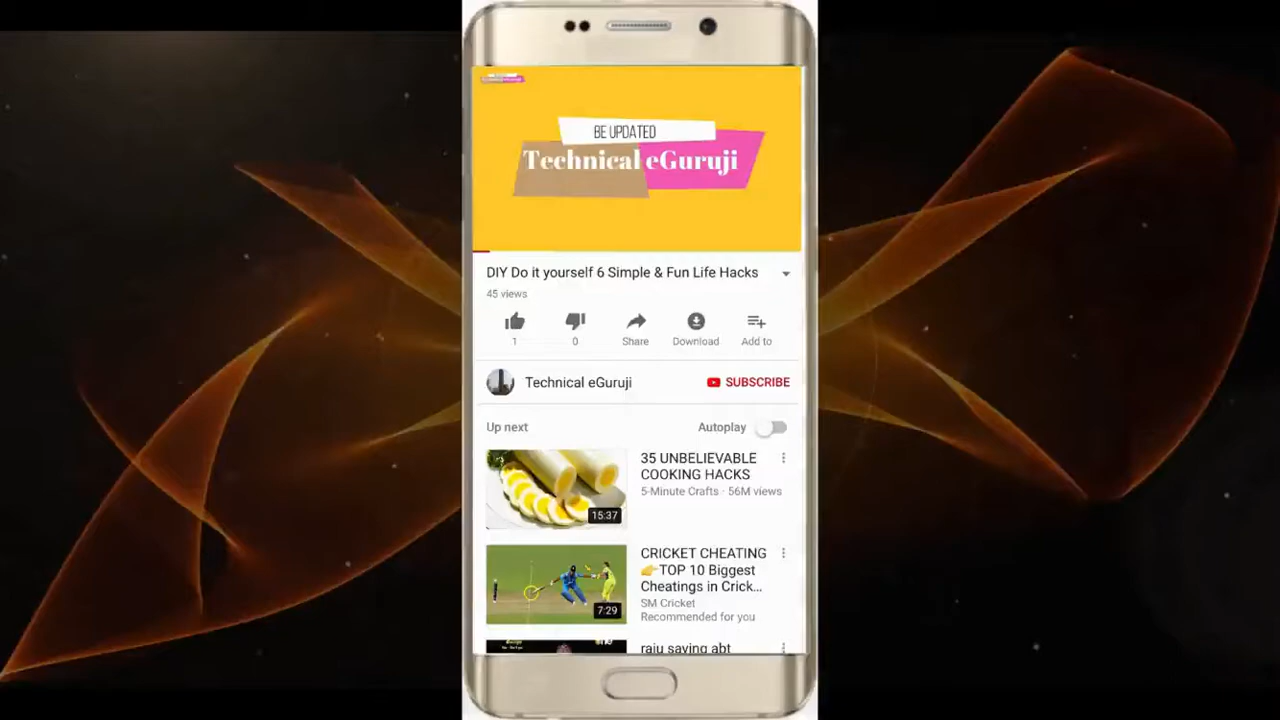 BE UPDATED
Technical eGuruji
DIY Do it yourself 6 Simple & Fun Life Hacks
45 views
1
0
Share
Download
Add to
Technical eGuruji
SUBSCRIBE
Up next
Autoplay
35 UNBELIEVABLE
COOKING HACKS
5-Minute Crafts · 56M views
15:37
CRICKET CHEATING
👉TOP 10 Biggest
Cheatings in Crick...
SM Cricket
Recommended for you
7:29
raju saying abt